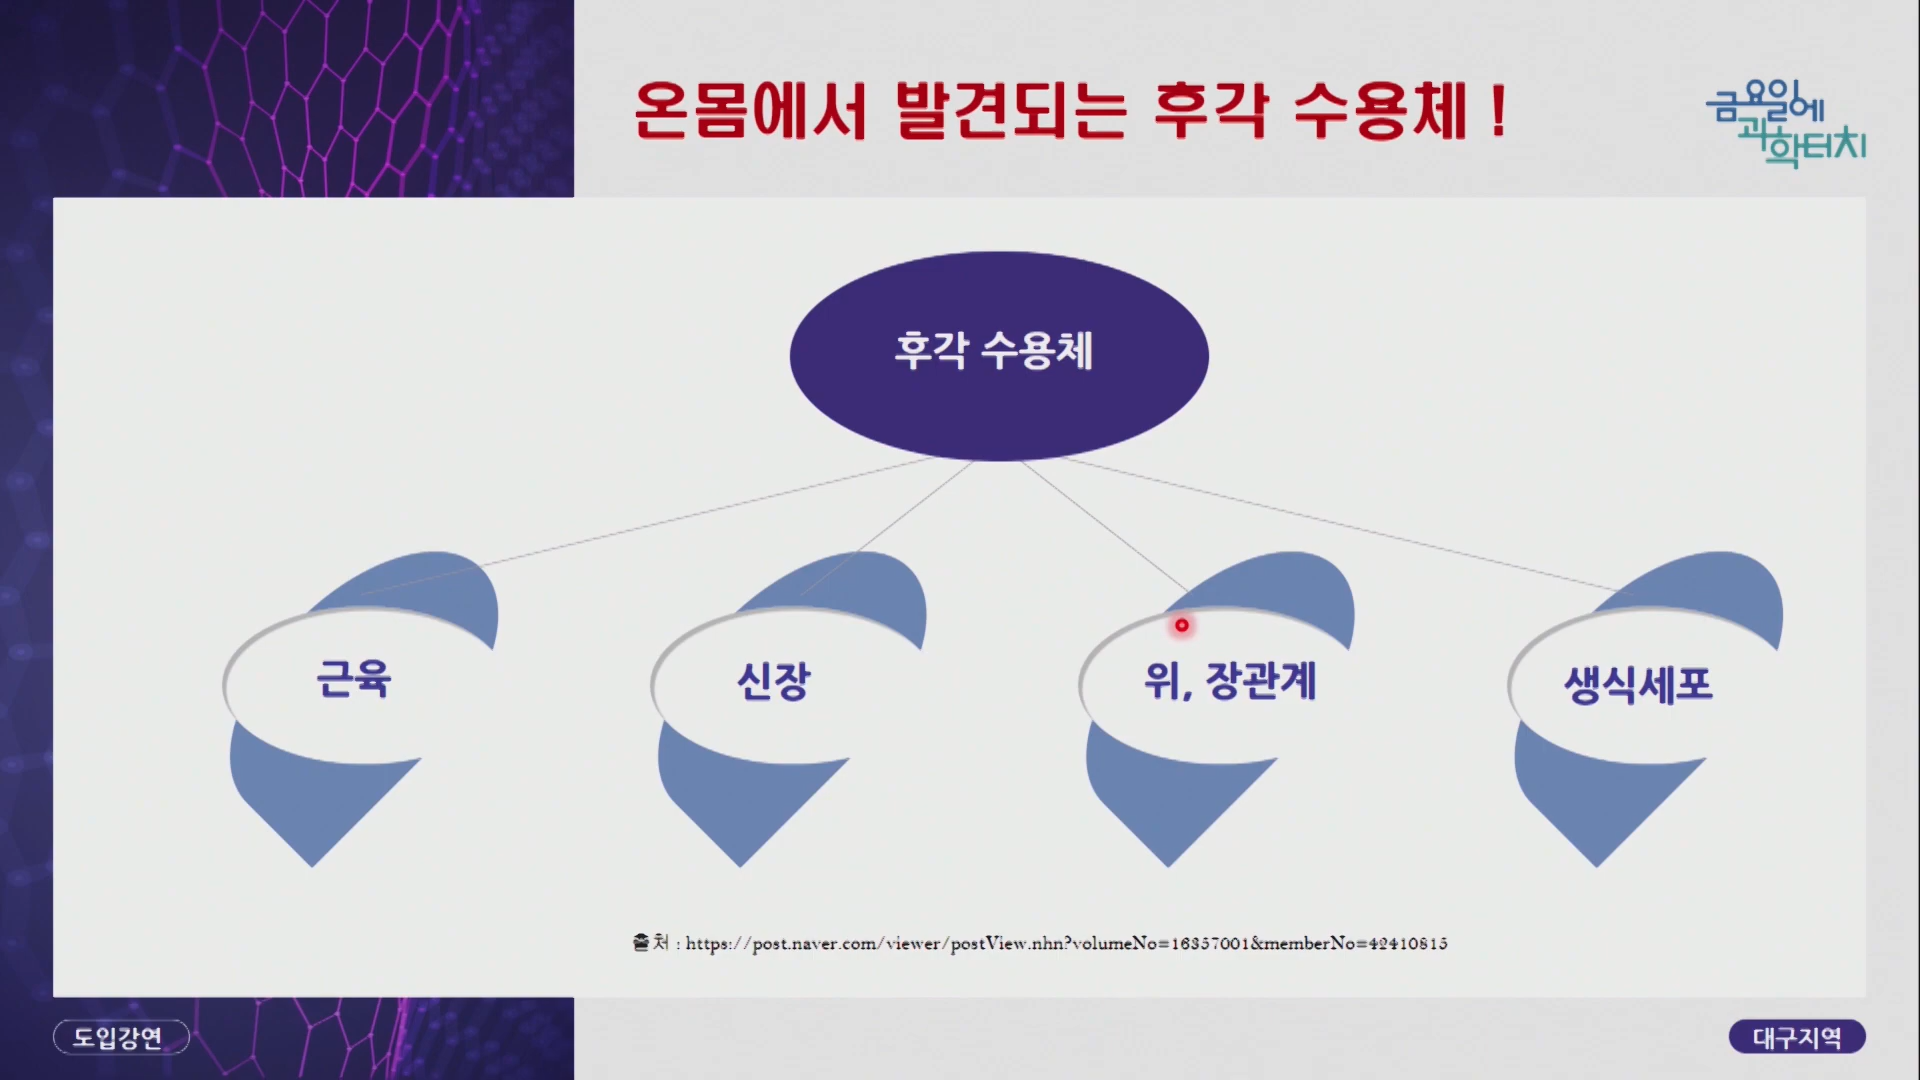 온몸에서 발견되는 후각 수용체 !
금요일에
과학터치
후각 수용체
근육
신장
위, 장관계
생식세포
출처 : https://post.naver.com/viewer/postView.nhn?volumeNo=16357001&memberNo=42410815
도입강연
대구지역